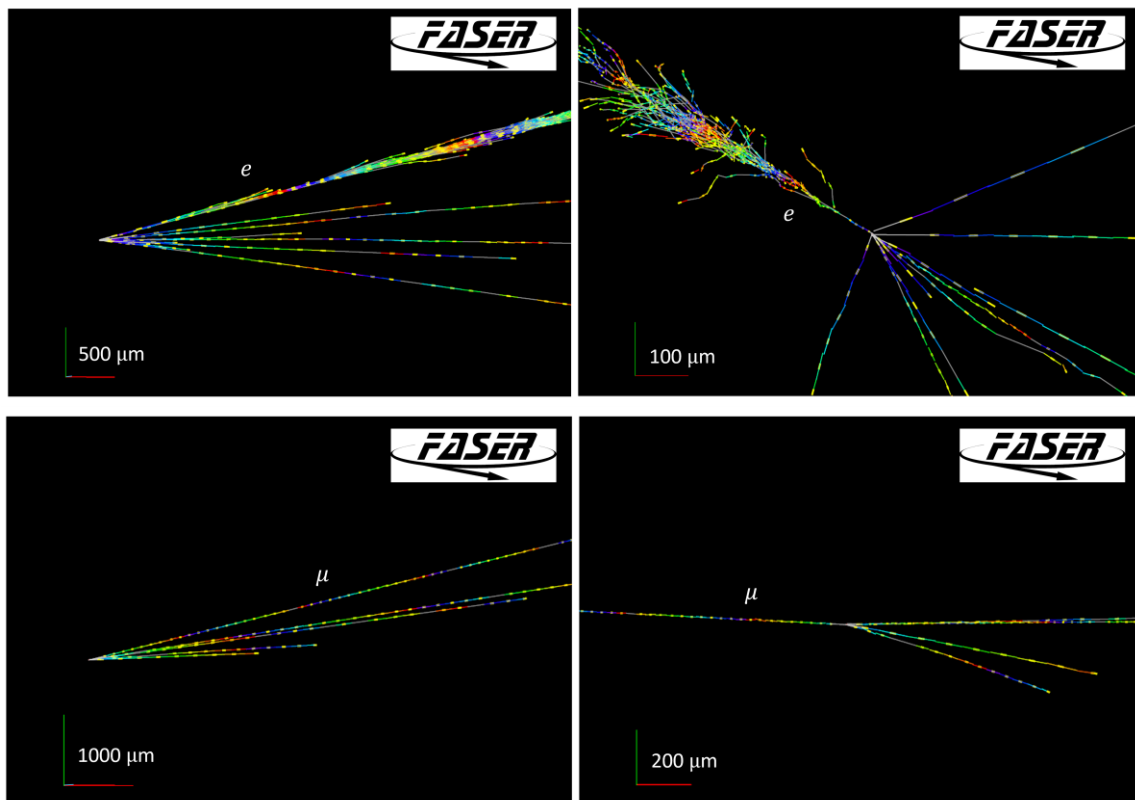 FASER
e
500 μm
FASER
e
100 μm
FASER
μ
1000 μm
FASER
μ
200 μm